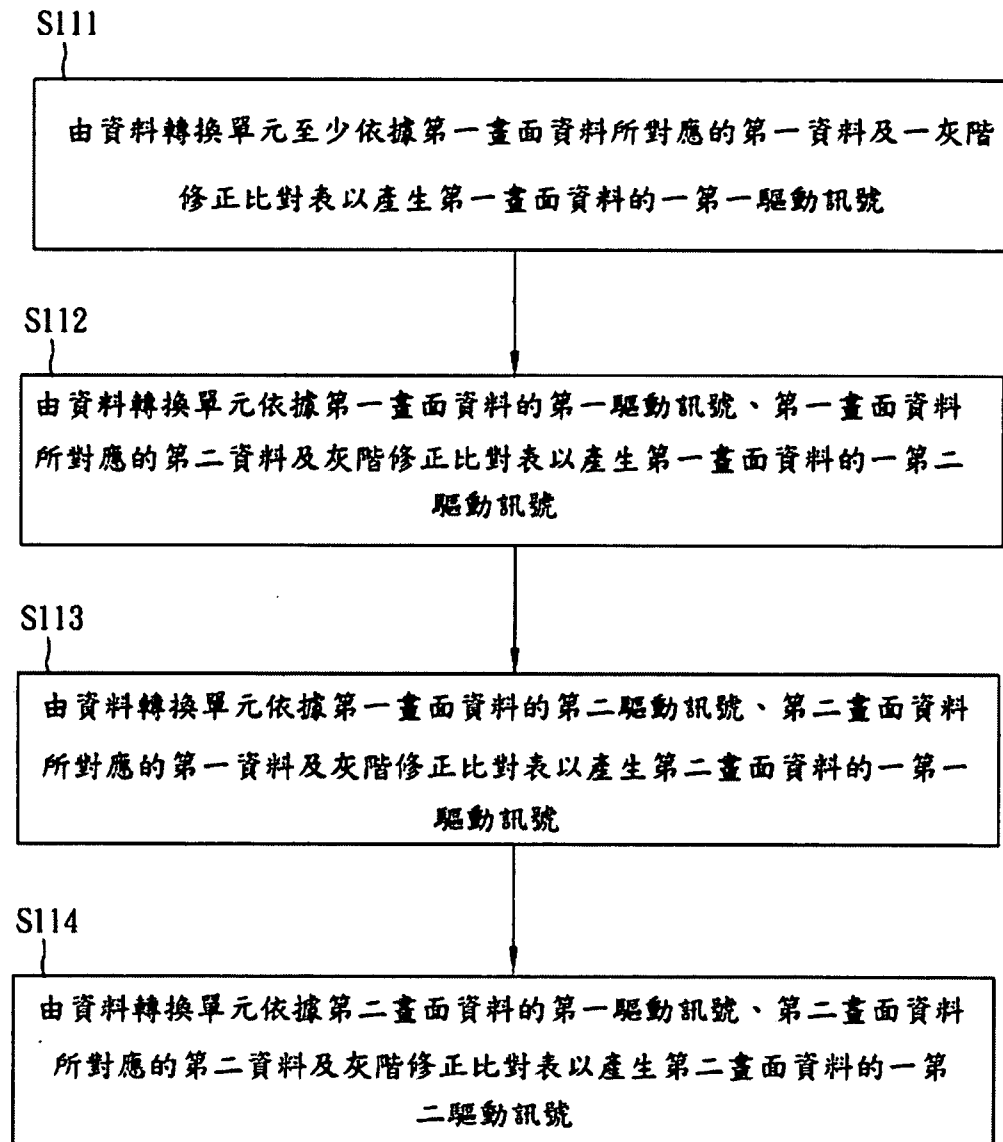 S111
由資料轉換單元至少依據第一畫面資料所對應的第一資料及一灰階
修正比對表以產生第一畫面資料的一第一驅動訊號
S112
由資料轉換單元依據第一畫面資料的第一驅動訊號、第一畫面資料
所對應的第二資料及灰階修正比對表以產生第一畫面資料的一第二
驅動訊號
S113
由資料轉換單元依據第一畫面資料的第二驅動訊號、第二畫面資料
所對應的第一資料及灰階修正比對表以產生第二畫面資料的一第一
驅動訊號
S114
由資料轉換單元依據第二畫面資料的第一驅動訊號、第二畫面資料
所對應的第二資料及灰階修正比對表以產生第二畫面資料的一第
二驅動訊號